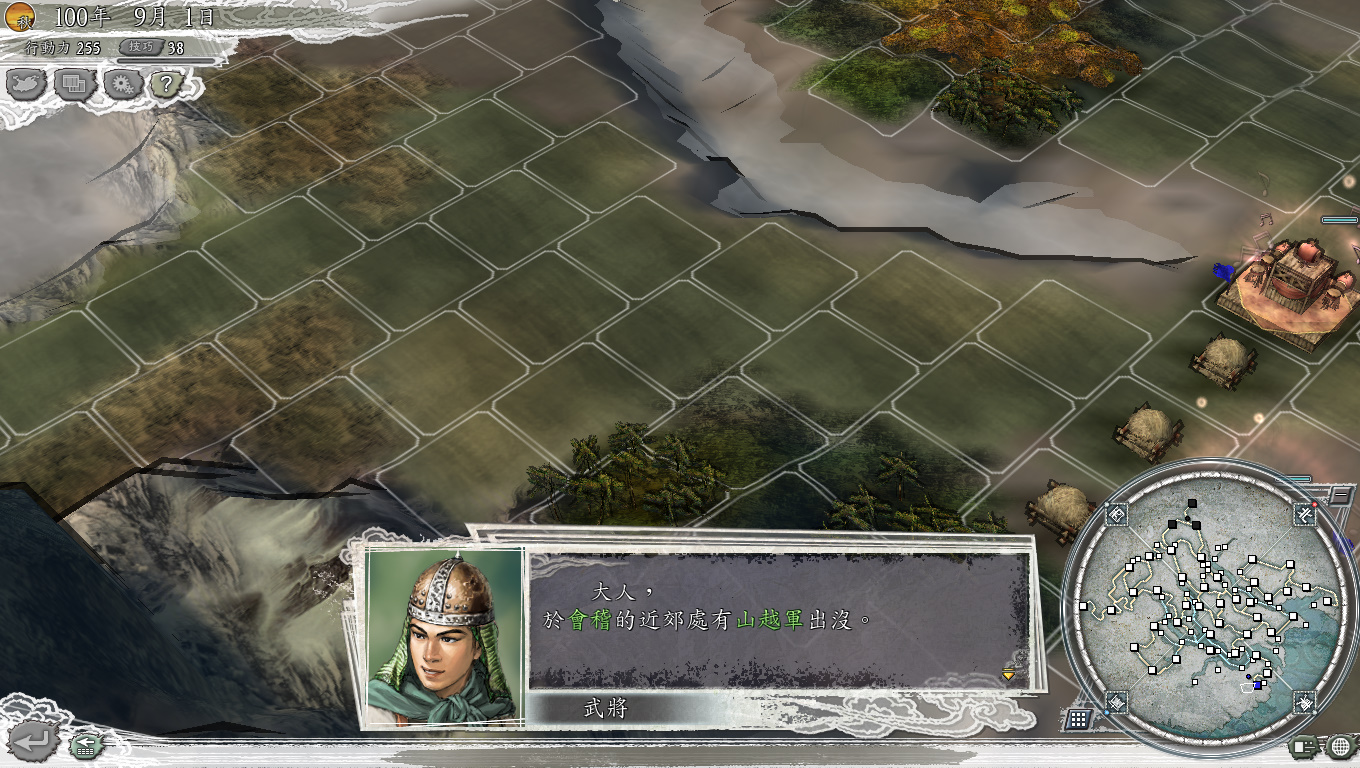 秋
100年 9月 1日
行動力 255 技巧 38
?
大人，
於會稽的近郊處有山越軍出沒。
武將